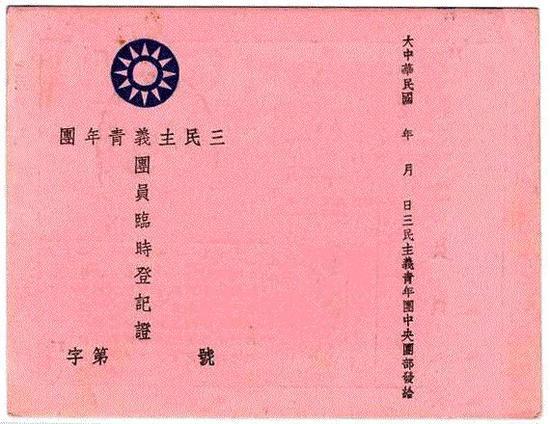 三民主義青年團
團員臨時登記證
字第 號
大中華民國 年 月 日三民主義青年團中央團部發給